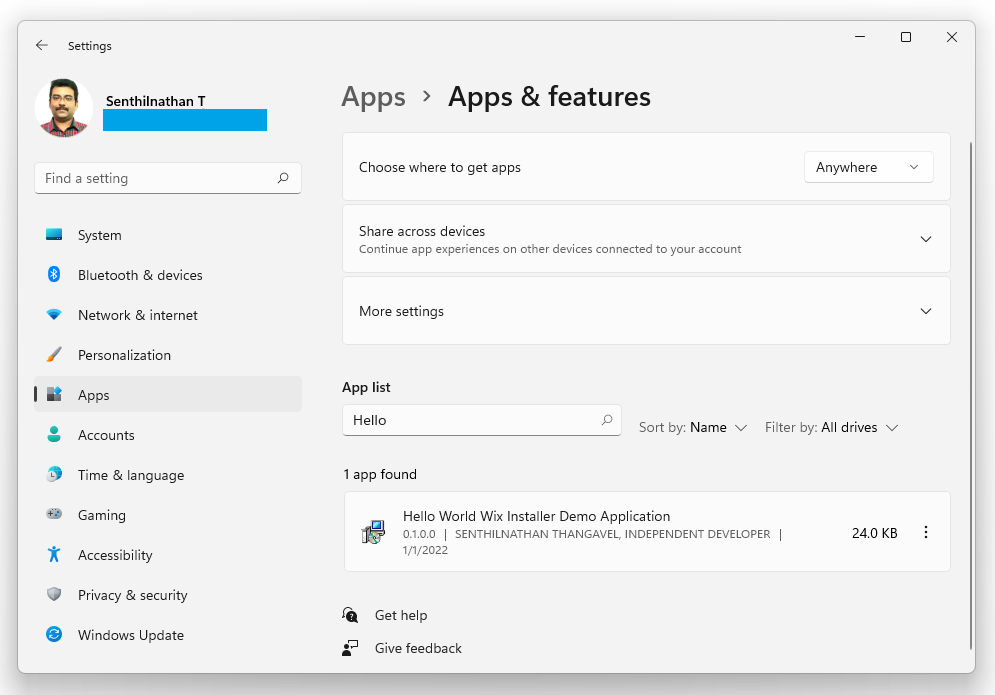 Settings
Senthilnathan T
Find a setting
System
Bluetooth & devices
Network & internet
Personalization
Apps
Accounts
Time & language
Gaming
Accessibility
Privacy & security
Windows Update
Apps > Apps & features
Choose where to get apps
Anywhere
Share across devices
Continue app experiences on other devices connected to your account
More settings
App list
Hello
Sort by: Name
Filter by: All drives
1 app found
Hello World Wix Installer Demo Application
0.1.0.0 | SENTHILNATHAN THANGAVEL, INDEPENDENT DEVELOPER |
1/1/2022
24.0 KB
Get help
Give feedback